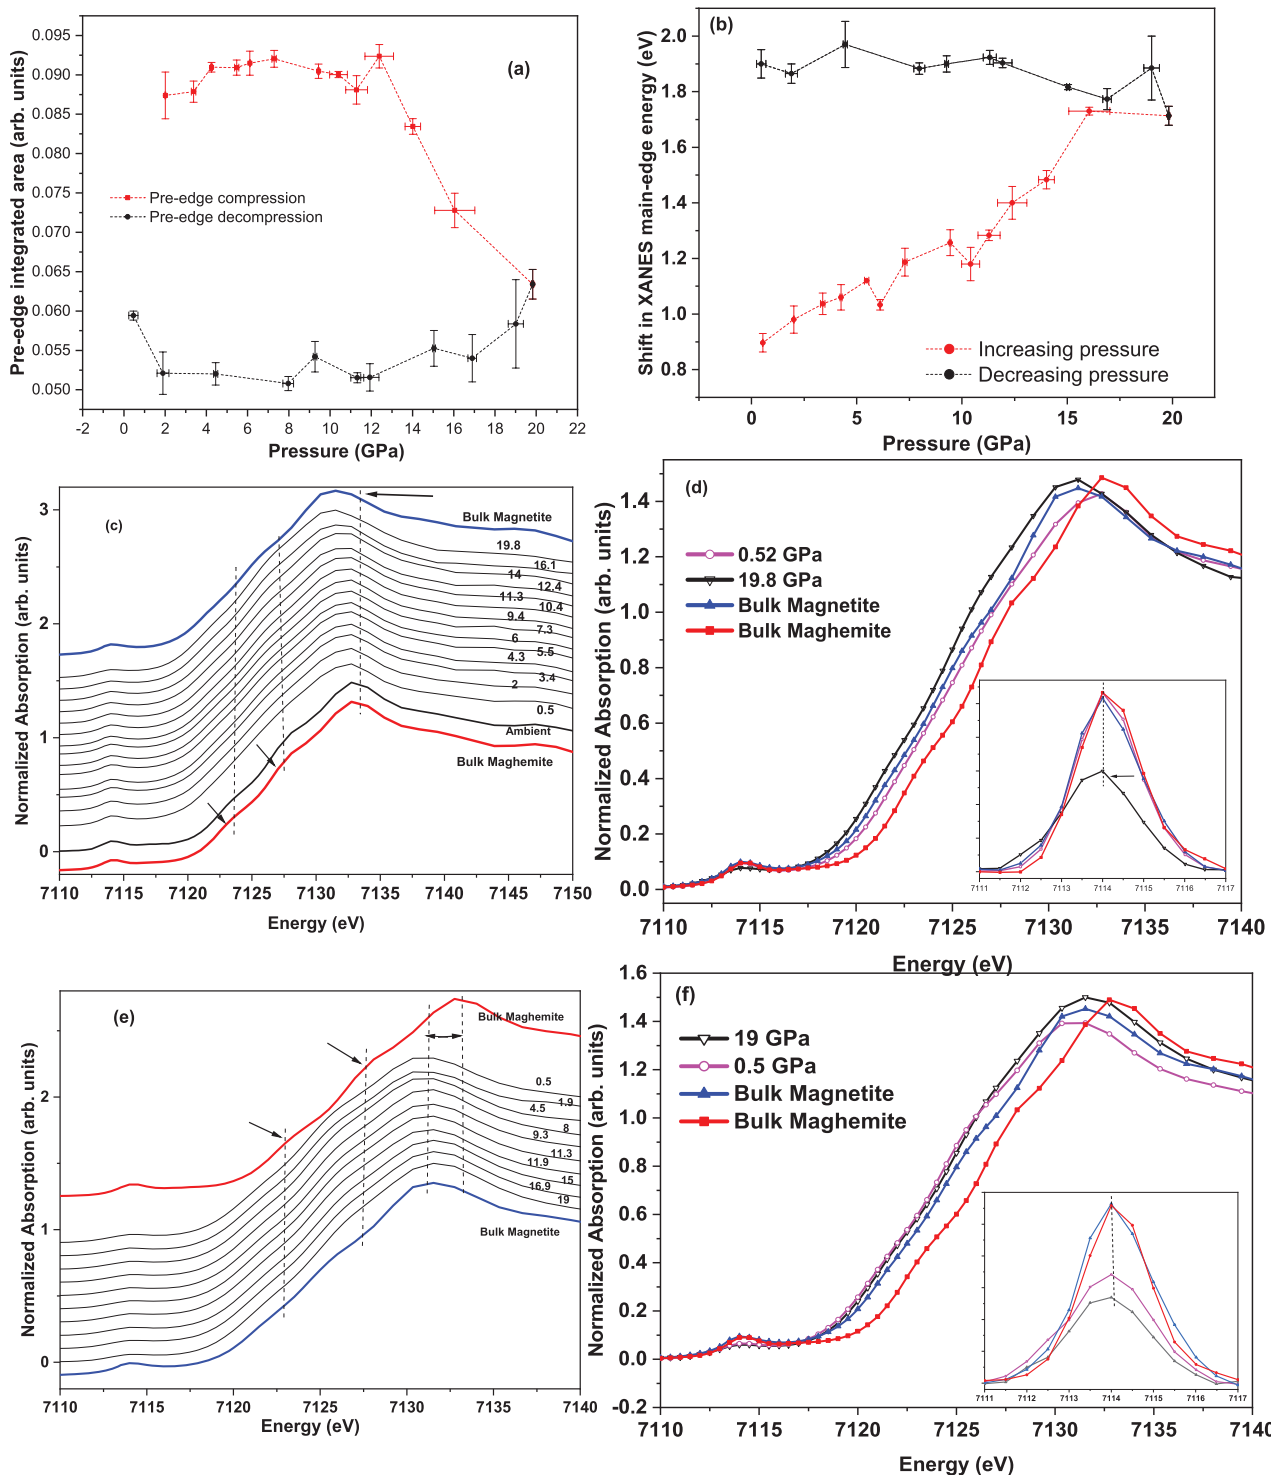 (a)
0.095
0.090
0.085
0.080
0.075
0.070
0.065
0.060
0.055
0.050
Pre-edge integrated area (arb. units)
Pre-edge compression
Pre-edge decompression
-2 0 2 4 6 8 10 12 14 16 18 20 22
Pressure (GPa)
(b)
2.0
1.8
1.6
1.4
1.2
1.0
0.8
Shift in XANES main-edge energy (eV)
Increasing pressure
Decreasing pressure
0 5 10 15 20
Pressure (GPa)
(c)
3
2
1
0
Normalized Absorption (arb. units)
Bulk Magnetite
19.8
16.1
14
12.4
11.3
10.4
9.4
7.3
6
5.5
4.3
3.4
2
0.5
Ambient
Bulk Maghemite
7110 7115 7120 7125 7130 7135 7140 7145 7150
Energy (eV)
(d)
1.4
1.2
1.0
0.8
0.6
0.4
0.2
0.0
Normalized Absorption (arb. units)
0.52 GPa
19.8 GPa
Bulk Magnetite
Bulk Maghemite
7111 7112 7113 7114 7115 7116 7117
7110 7115 7120 7125 7130 7135 7140
Energy (eV)
(e)
2
1
0
Normalized Absorption (arb. units)
Bulk Maghemite
0.5
1.9
4.5
8
9.3
11.3
11.9
15
16.9
19
Bulk Magnetite
7110 7115 7120 7125 7130 7135 7140
Energy (eV)
(f)
1.6
1.4
1.2
1.0
0.8
0.6
0.4
0.2
0.0
-0.2
Normalized Absorption (arb. units)
19 GPa
0.5 GPa
Bulk Magnetite
Bulk Maghemite
7111 7112 7113 7114 7115 7116 7117
7110 7115 7120 7125 7130 7135 7140
Energy (eV)